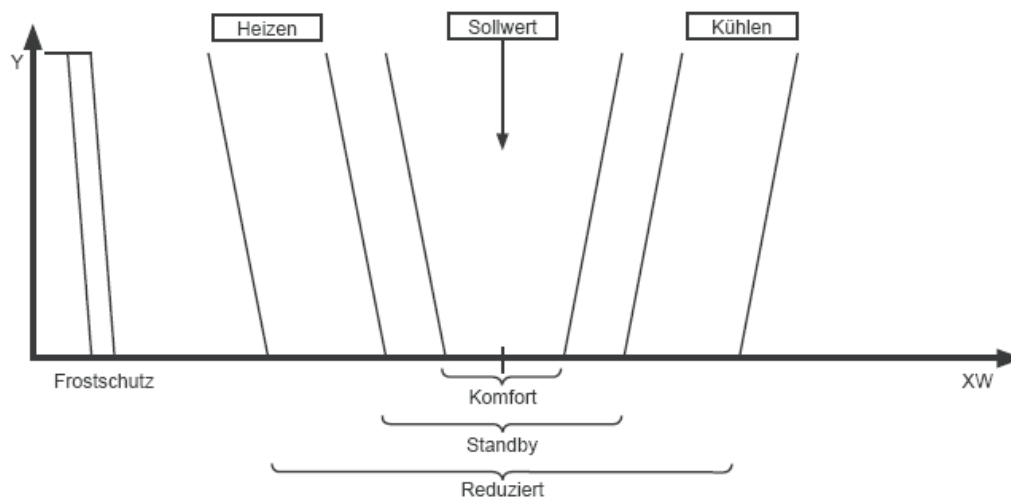 Heizen
Sollwert
Kühlen
Y
Frostschutz
XW
Komfort
Standby
Reduziert